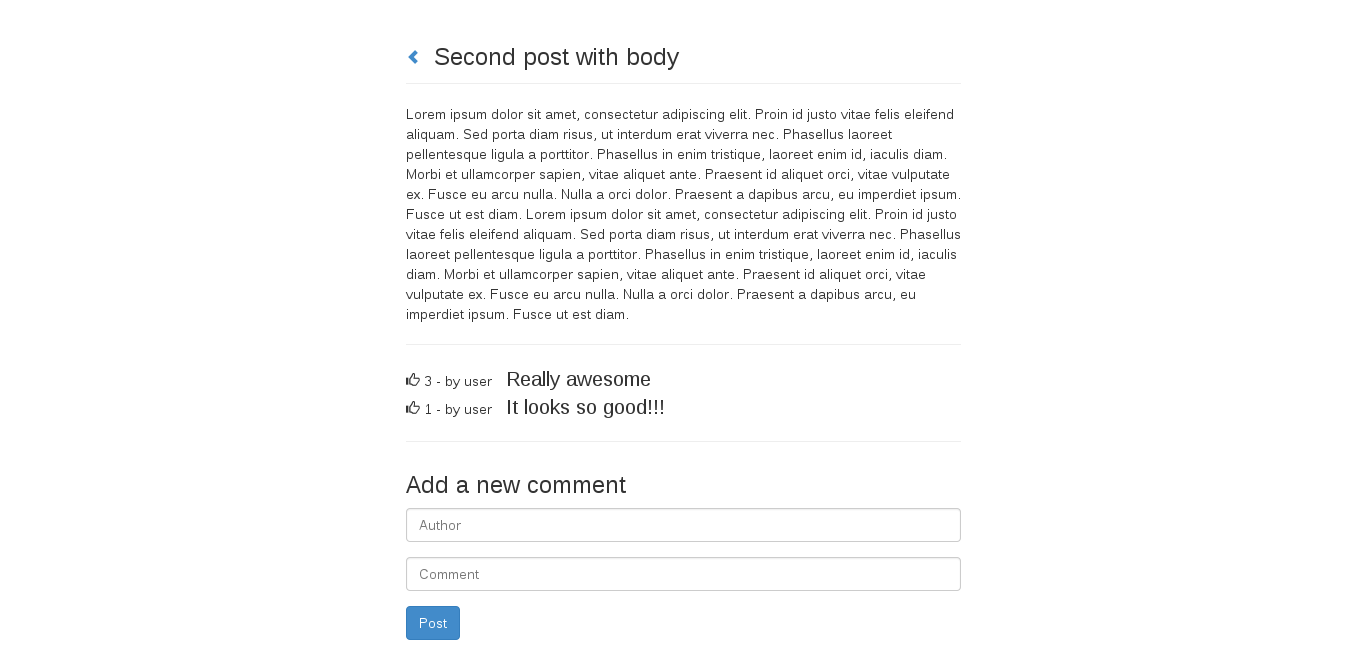 Second post with body
Lorem ipsum dolor sit amet, consectetur adipiscing elit. Proin id justo vitae felis eleifend
aliquam. Sed porta diam risus, ut interdum erat viverra nec. Phasellus laoreet
pellentesque ligula a porttitor. Phasellus in enim tristique, laoreet enim id, iaculis diam.
Morbi et ullamcorper sapien, vitae aliquet ante. Praesent id aliquet orci, vitae vulputate
ex. Fusce eu arcu nulla. Nulla a orci dolor. Praesent a dapibus arcu, eu imperdiet ipsum.
Fusce ut est diam. Lorem ipsum dolor sit amet, consectetur adipiscing elit. Proin id justo
vitae felis eleifend aliquam. Sed porta diam risus, ut interdum erat viverra nec. Phasellus
laoreet pellentesque ligula a porttitor. Phasellus in enim tristique, laoreet enim id, iaculis
diam. Morbi et ullamcorper sapien, vitae aliquet ante. Praesent id aliquet orci, vitae
vulputate ex. Fusce eu arcu nulla. Nulla a orci dolor. Praesent a dapibus arcu, eu
imperdiet ipsum. Fusce ut est diam.
3 - by user Really awesome
1 - by user It looks so good!!!
Add a new comment
Author
Comment
Post